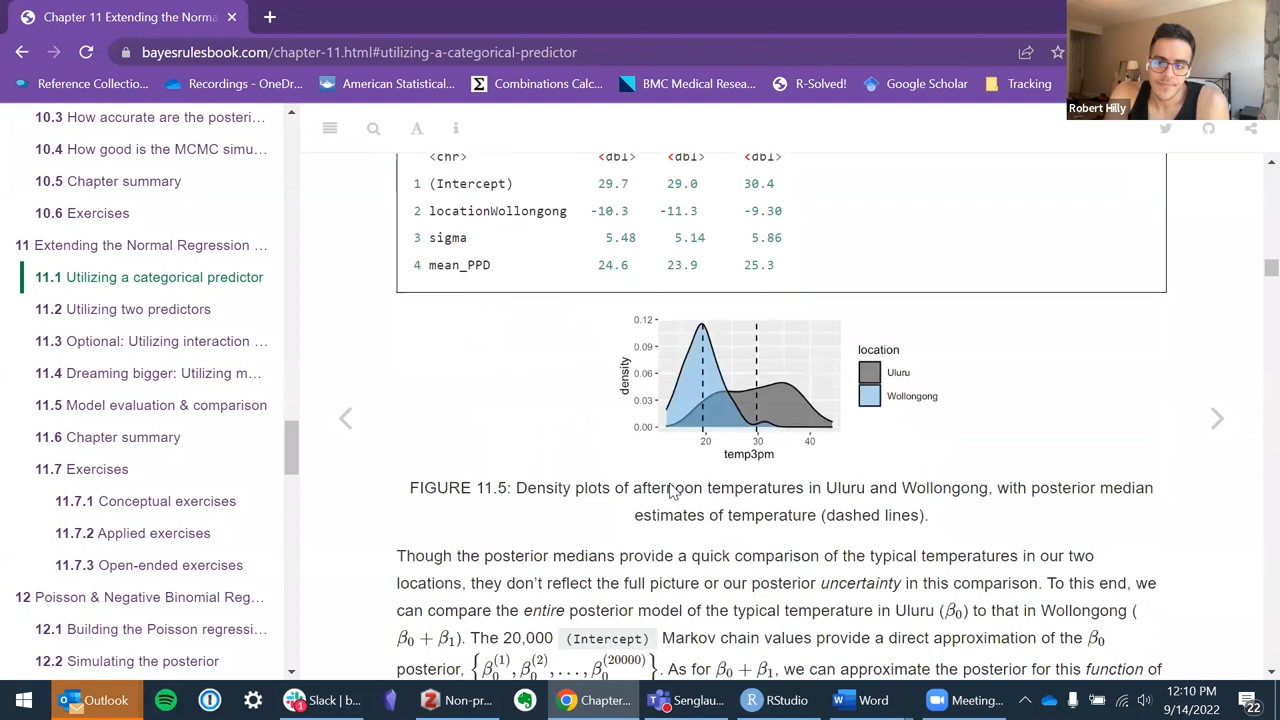 Chapter 11 Extending the Normal
bayesrulesbook.com/chapter-11.html#utilizing-a-categorical-predictor
Reference Collectio...
Recordings - OneDr...
American Statistical...
Combinations Calc...
BMC Medical Resea...
R-Solved!
Google Scholar
Tracking
Robert Hilly
10.3 How accurate are the posteri...
10.4 How good is the MCMC simu...
10.5 Chapter summary
10.6 Exercises
11 Extending the Normal Regression ...
11.1 Utilizing a categorical predictor
11.2 Utilizing two predictors
11.3 Optional: Utilizing interaction ...
11.4 Dreaming bigger: Utilizing m...
11.5 Model evaluation & comparison
11.6 Chapter summary
11.7 Exercises
11.7.1 Conceptual exercises
11.7.2 Applied exercises
11.7.3 Open-ended exercises
12 Poisson & Negative Binomial Reg...
12.1 Building the Poisson regressi...
12.2 Simulating the posterior
<chr> <dbl> <dbl> <dbl>
1 (Intercept) 29.7 29.0 30.4
2 locationWollongong -10.3 -11.3 -9.30
3 sigma 5.48 5.14 5.86
4 mean_PPD 24.6 23.9 25.3
0.12
0.09
0.06
0.03
0.00
density
20 30 40
temp3pm
location
Uluru
Wollongong
FIGURE 11.5: Density plots of afternoon temperatures in Uluru and Wollongong, with posterior median
estimates of temperature (dashed lines).
Though the posterior medians provide a quick comparison of the typical temperatures in our two
locations, they don't reflect the full picture or our posterior uncertainty in this comparison. To this end, we
can compare the entire posterior model of the typical temperature in Uluru (β0) to that in Wollongong (
β0 + β1). The 20,000 (Intercept) Markov chain values provide a direct approximation of the β0
posterior, {β0(1), β0(2), ..., β0(20000)}. As for β0 + β1, we can approximate the posterior for this function of
Outlook
Slack | b...
Non-pr...
Chapter...
Senglau...
RStudio
Word
Meeting...
12:10 PM
9/14/2022
22